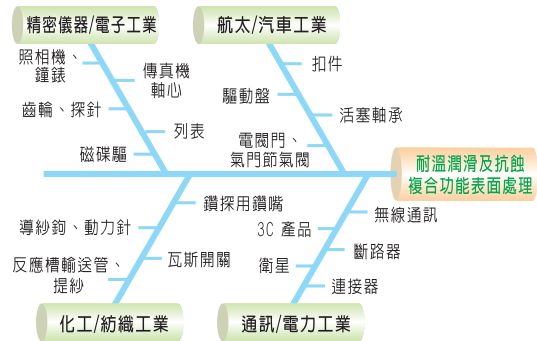 精密儀器/電子工業
照相機、
鐘錶
傳真機
軸心
齒輪、探針
列表
磁碟驅
航太/汽車工業
扣件
驅動盤
活塞軸承
電閥門、
氣門節氣閥
耐溫潤滑及抗蝕
複合功能表面處理
鑽探用鑽嘴
導紗鉤、動力針
瓦斯開關
反應槽輸送管、
提紗
化工/紡織工業
無線通訊
3C 產品
斷路器
衛星
連接器
通訊/電力工業